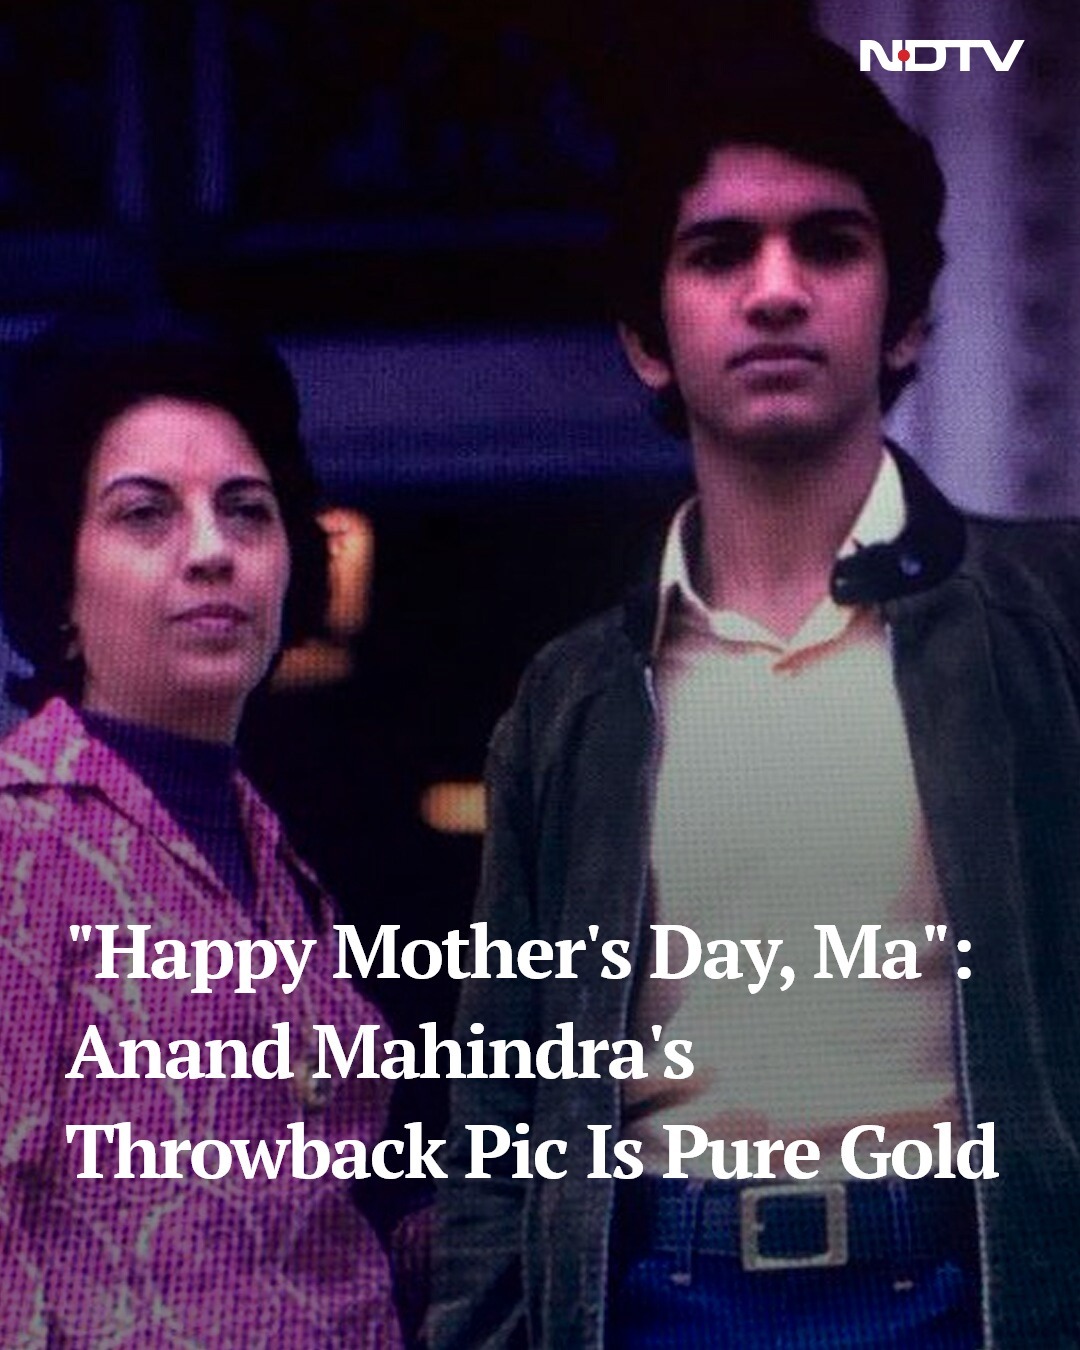 NDTV
"Happy Mother's Day, Ma":
Anand Mahindra's
Throwback Pic Is Pure Gold